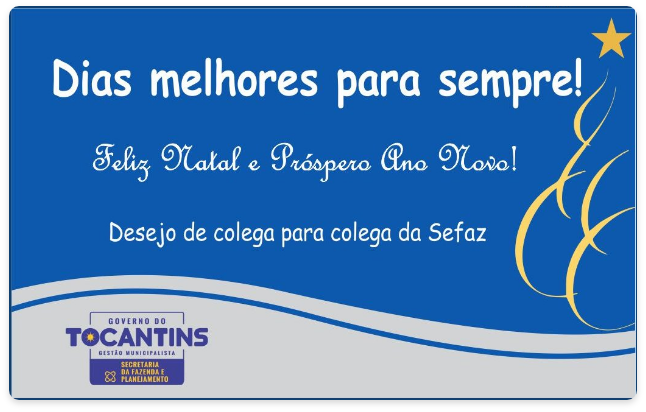 Dias melhores para sempre!
Feliz Natal e Próspero Ano Novo!
Desejo de colega para colega da Sefaz
GOVERNO DO
TOCANTINS
GESTÃO MUNICIPALISTA
SECRETARIA
DA FAZENDA E
PLANEJAMENTO